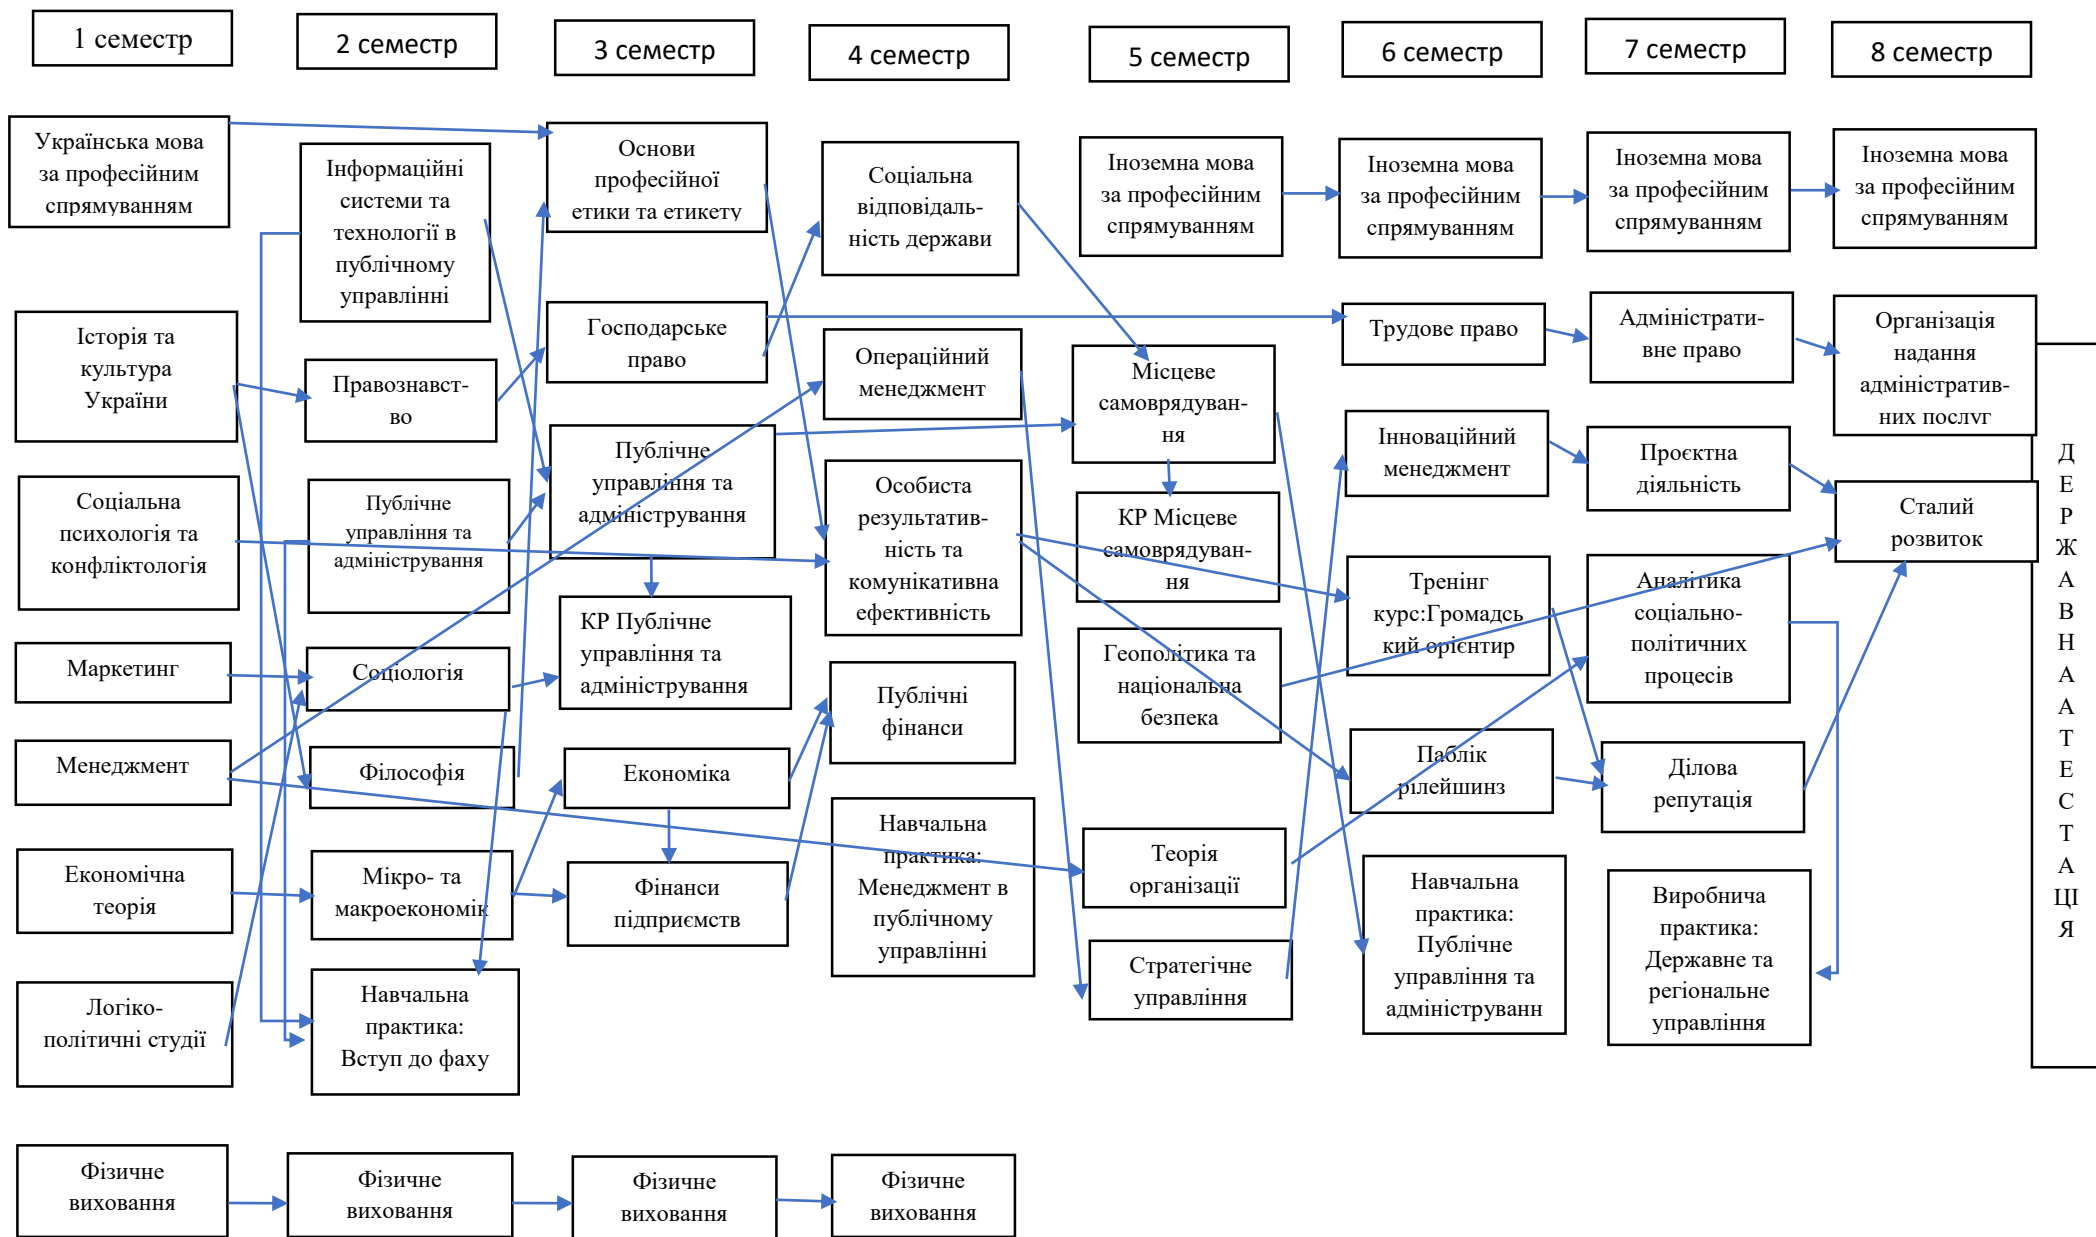 1 семестр
2 семестр
3 семестр
4 семестр
5 семестр
6 семестр
7 семестр
8 семестр
Українська мова
за професійним
спрямуванням
Історія та
культура
України
Соціальна
психологія та
конфліктологія
Маркетинг
Менеджмент
Економічна
теорія
Логіко-
політичні студії
Фізичне
виховання
Інформаційні
системи та
технології в
публічному
управлінні
Правознавст-
во
Публічне
управління та
адміністрування
Соціологія
Філософія
Мікро- та
макроекономік
Навчальна
практика:
Вступ до фаху
Фізичне
виховання
Основи
професійної
етики та етикету
Господарське
право
Публічне
управління та
адміністрування
КР Публічне
управління та
адміністрування
Економіка
Фінанси
підприємств
Фізичне
виховання
Соціальна
відповідаль-
ність держави
Операційний
менеджмент
Особиста
результатив-
ність та
комунікативна
ефективність
Публічні
фінанси
Навчальна
практика:
Менеджмент в
публічному
управлінні
Фізичне
виховання
Іноземна мова
за професійним
спрямуванням
Місцеве
самоврядуван-
ня
КР Місцеве
самоврядуван-
ня
Геополітика та
національна
безпека
Теорія
організації
Стратегічне
управління
Іноземна мова
за професійним
спрямуванням
Трудове право
Інноваційний
менеджмент
Тренінг
курс:Громадсь
кий орієнтир
Паблік
рілейшинз
Навчальна
практика:
Публічне
управління та
адмініструванн
Іноземна мова
за професійним
спрямуванням
Адміністрати-
вне право
Проєктна
діяльність
Аналітика
соціально-
політичних
процесів
Ділова
репутація
Виробнича
практика:
Державне та
регіональне
управління
Іноземна мова
за професійним
спрямуванням
Організація
надання
адміністратив-
них послуг
Сталий
розвиток
Д
Е
Р
Ж
А
В
Н
А
А
Т
Е
С
Т
А
ЦІ
Я